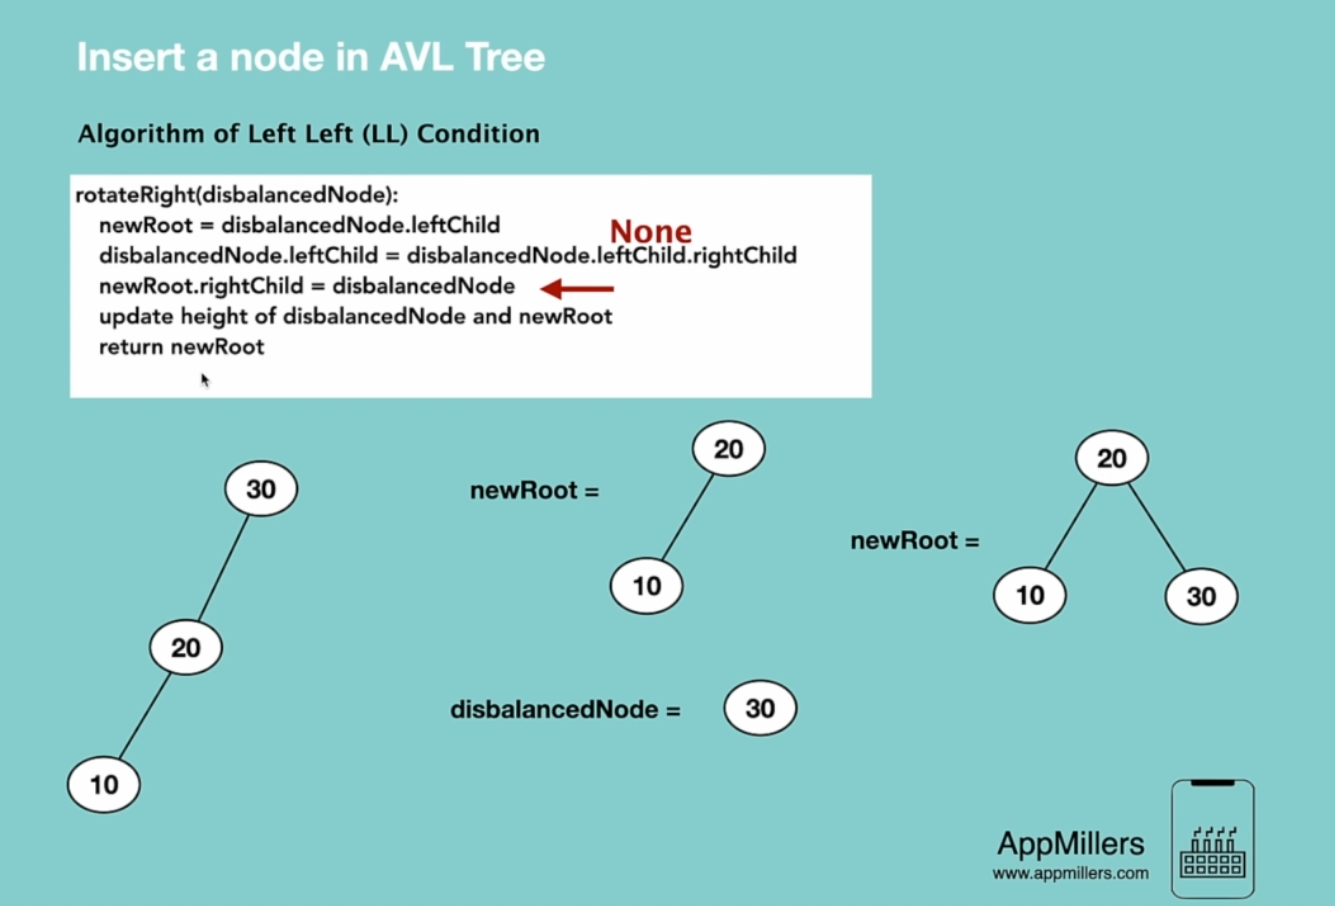 Insert a node in AVL Tree
Algorithm of Left Left (LL) Condition
rotateRight(disbalancedNode):
newRoot = disbalancedNode.leftChild
None
disbalancedNode.leftChild = disbalancedNode.leftChild.rightChild
newRoot.rightChild = disbalancedNode
update height of disbalancedNode and newRoot
return newRoot
30
20
10
newRoot =
20
10
disbalancedNode =
30
newRoot =
20
10
30
AppMillers
www.appmillers.com